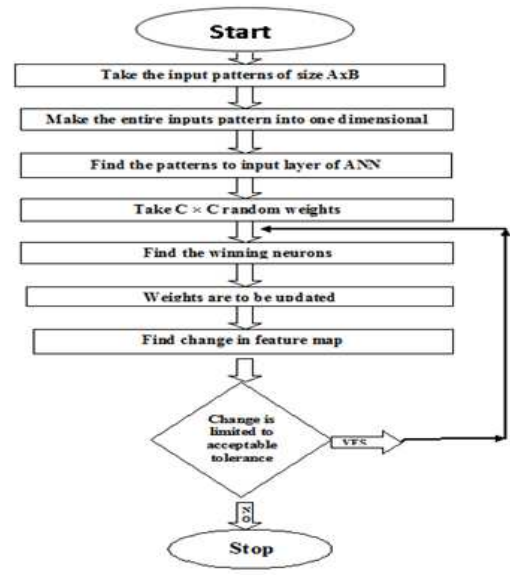 Start
Take the input patterns of size AxB
Make the entire inputs pattern into one dimensional
Find the patterns to input layer of ANN
Take C × C random weights
Find the winning neurons
Weights are to be updated
Find change in feature map
Change is
limited to
acceptable
tolerance
YES
NO
Stop